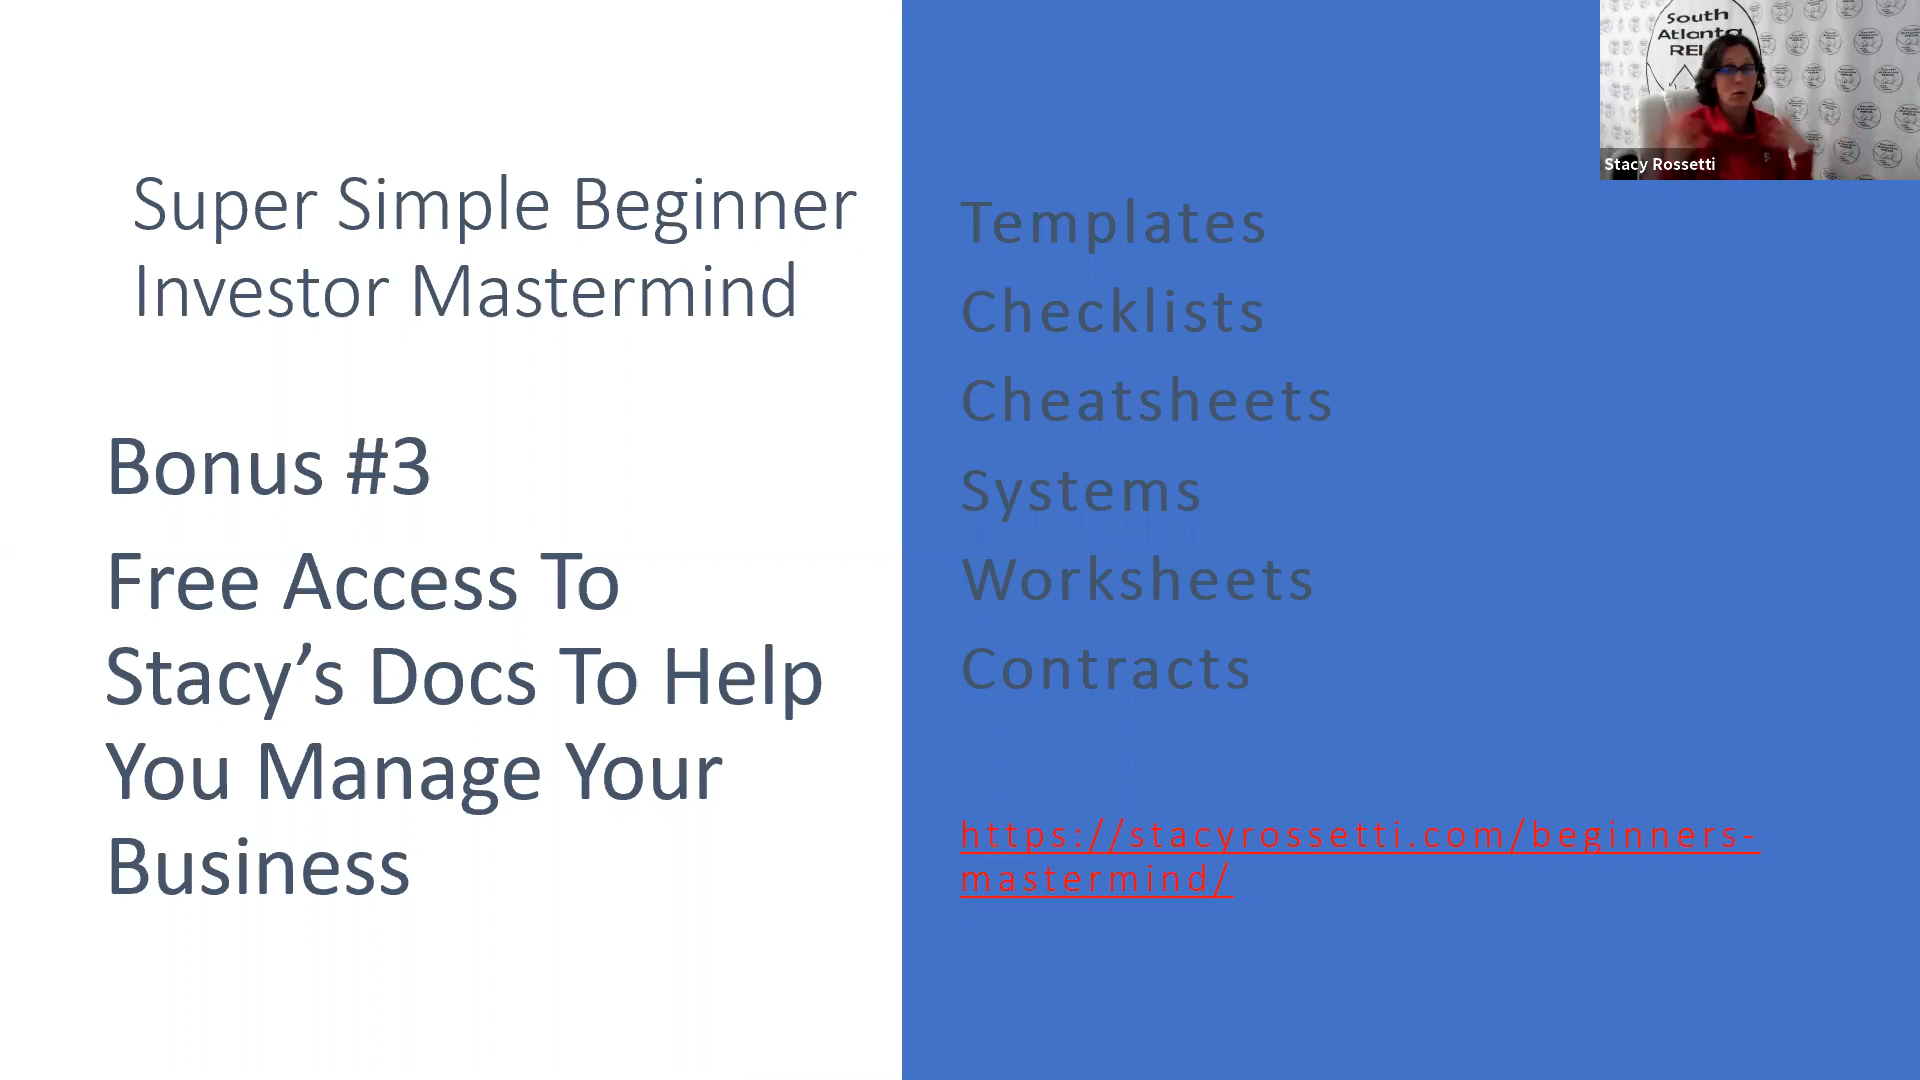 Super Simple Beginner
Investor Mastermind
Bonus #3
Free Access To
Stacy’s Docs To Help
You Manage Your
Business
Templates
Checklists
Cheatsheets
Systems
Worksheets
Contracts
https://stacyrossetti.com/beginners-
mastermind/
South
Atlanta
Stacy Rossetti